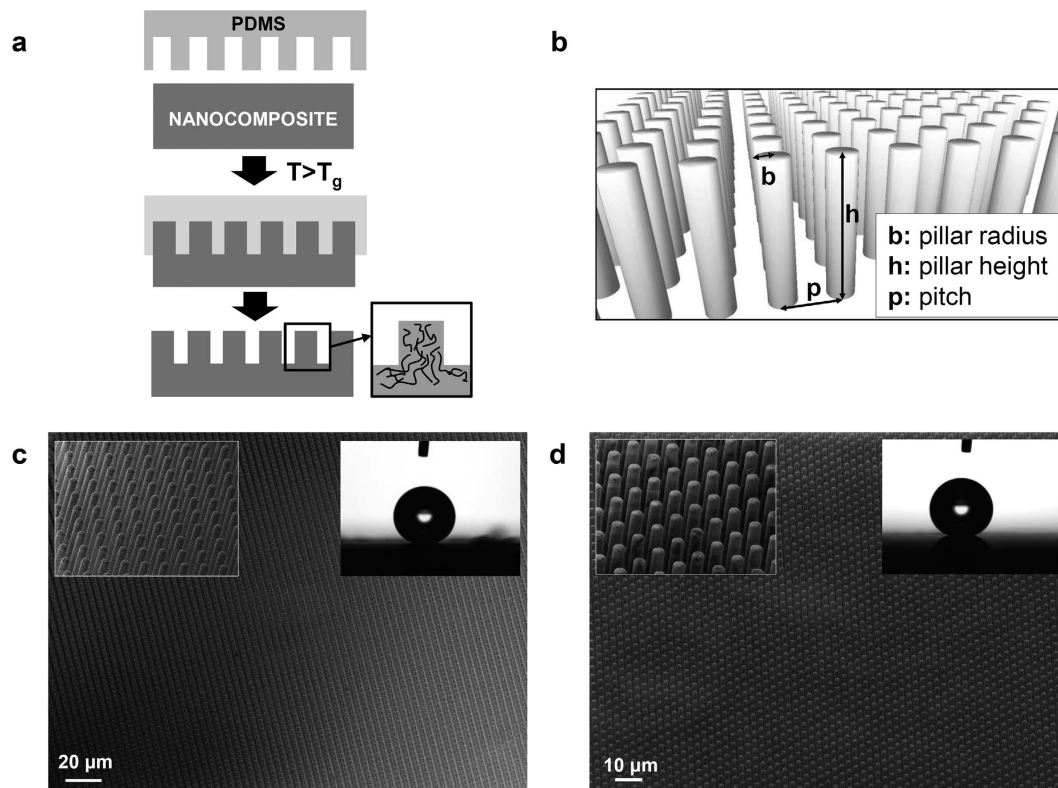 a
PDMS
NANOCOMPOSITE
T>Tg
b
b
h
p
b: pillar radius
h: pillar height
p: pitch
c
20 µm
d
10 µm